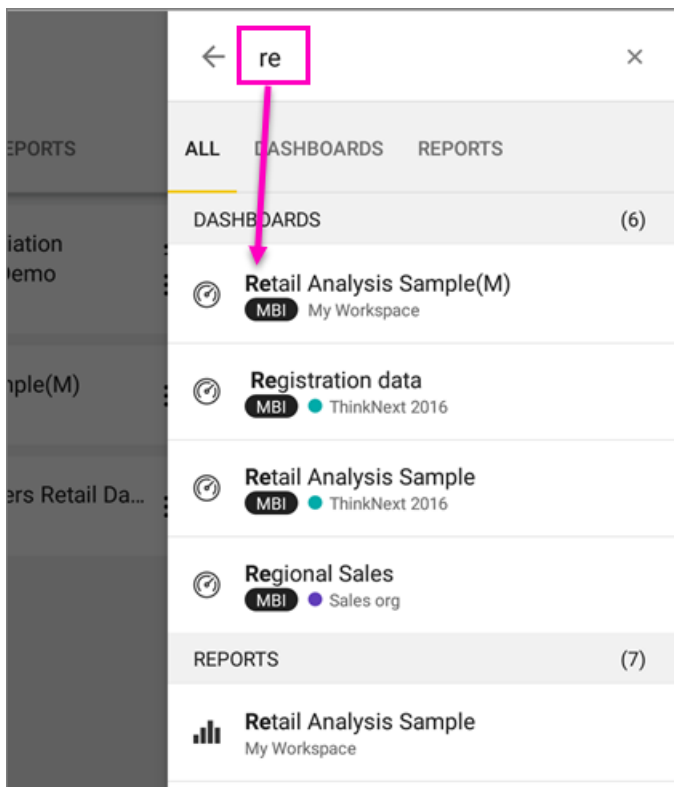 re
EPORTS
ALL DASHBOARDS REPORTS
DASHBOARDS (6)
iation
Demo
Retail Analysis Sample(M)
MBI My Workspace
nple(M)
Registration data
MBI ThinkNext 2016
ers Retail Da...
Retail Analysis Sample
MBI ThinkNext 2016
Regional Sales
MBI Sales org
REPORTS (7)
Retail Analysis Sample
My Workspace